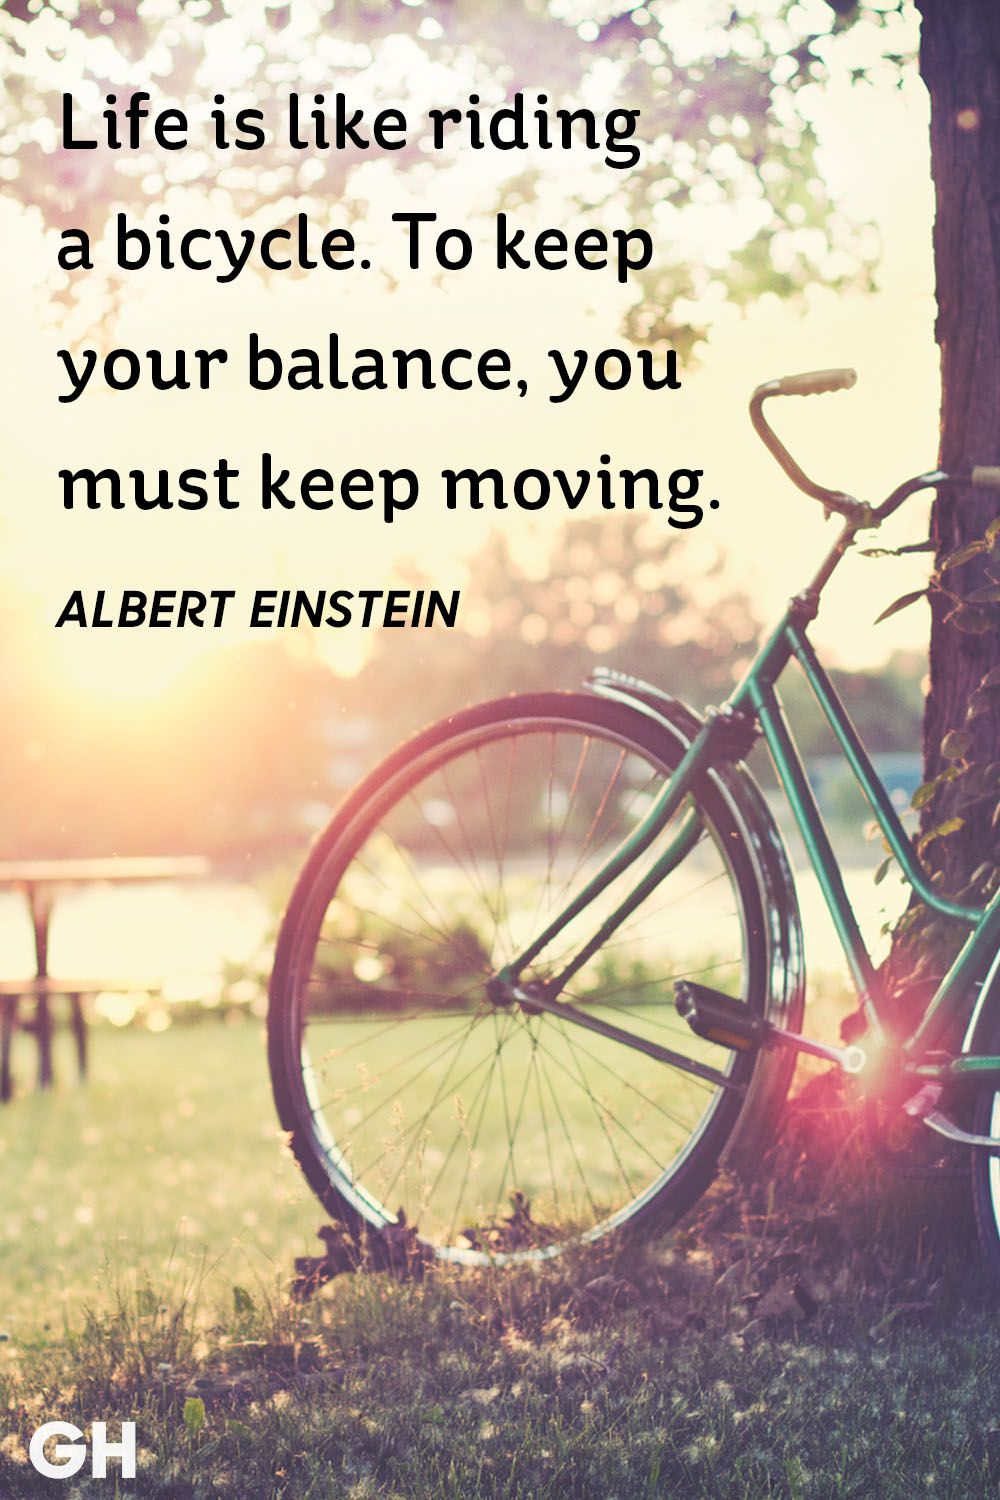 Life is like riding
a bicycle. To keep
your balance, you
must keep moving.
ALBERT EINSTEIN
GH